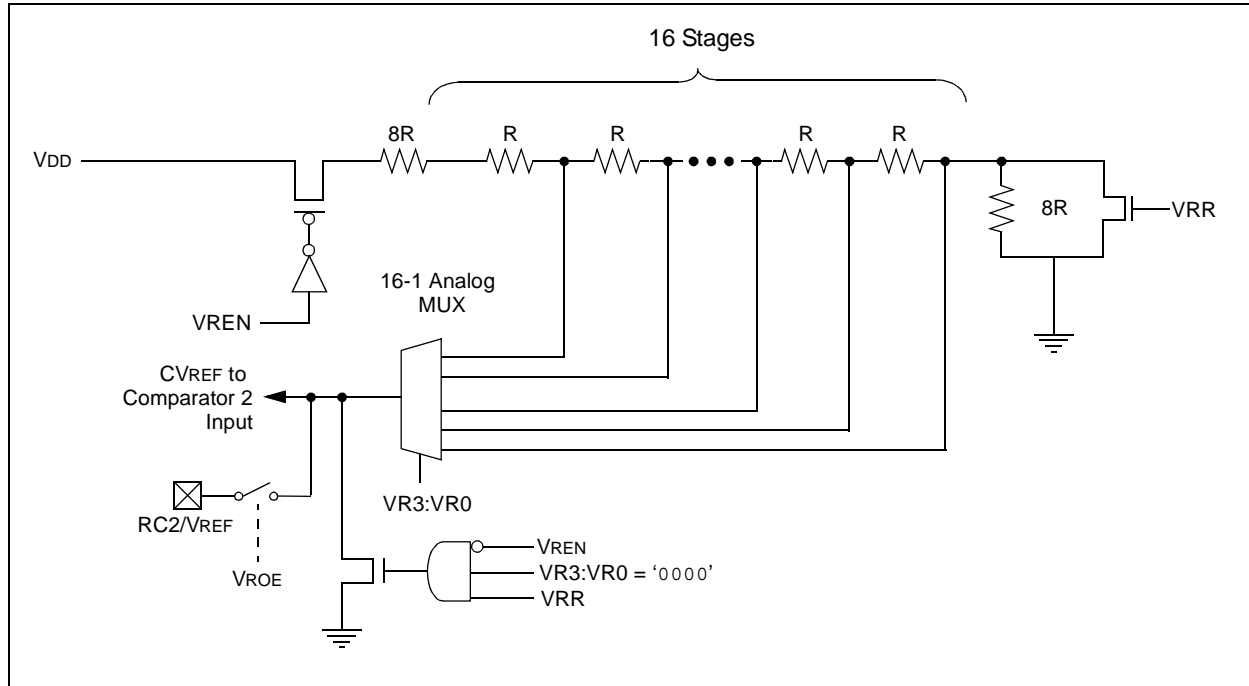 16 Stages
8R
R
R
R
R
VDD
8R
VRR
16-1 Analog
MUX
VREN
CVREF to
Comparator 2
Input
VR3:VR0
RC2/VREF
VREN
VR3:VR0 = ‘0000’
VROE
VRR